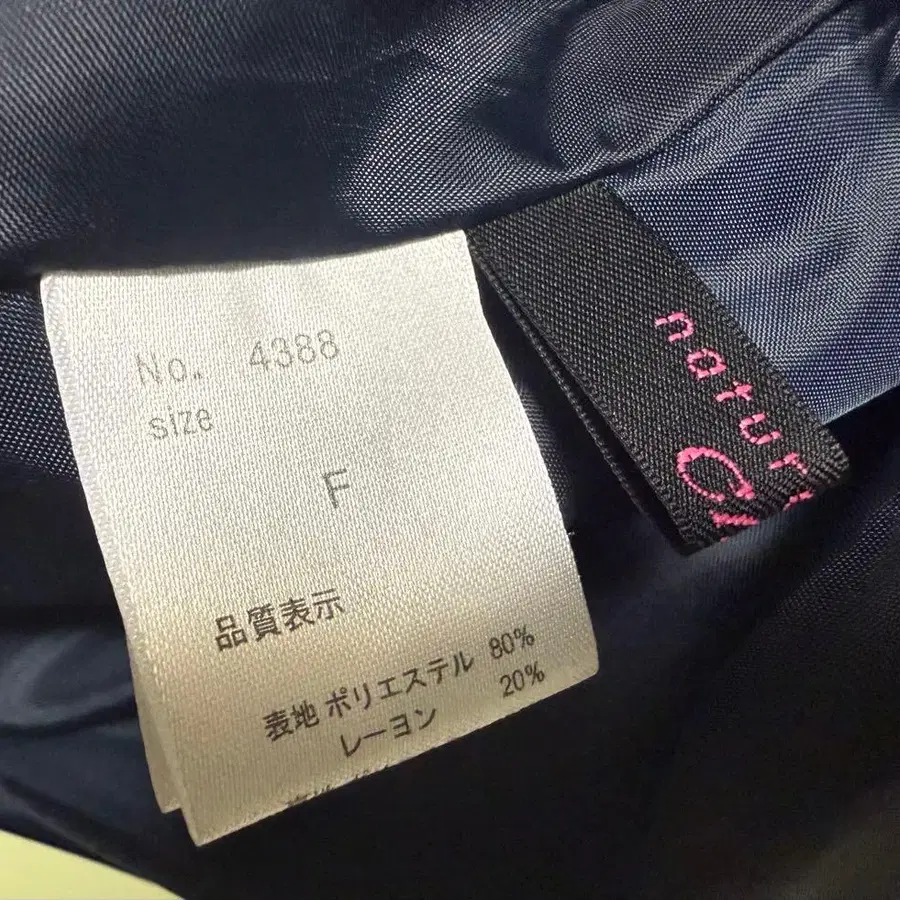 No. 4388
size
F
品質表示
表地 ポリエステル 80%
レーヨン 20%
natur